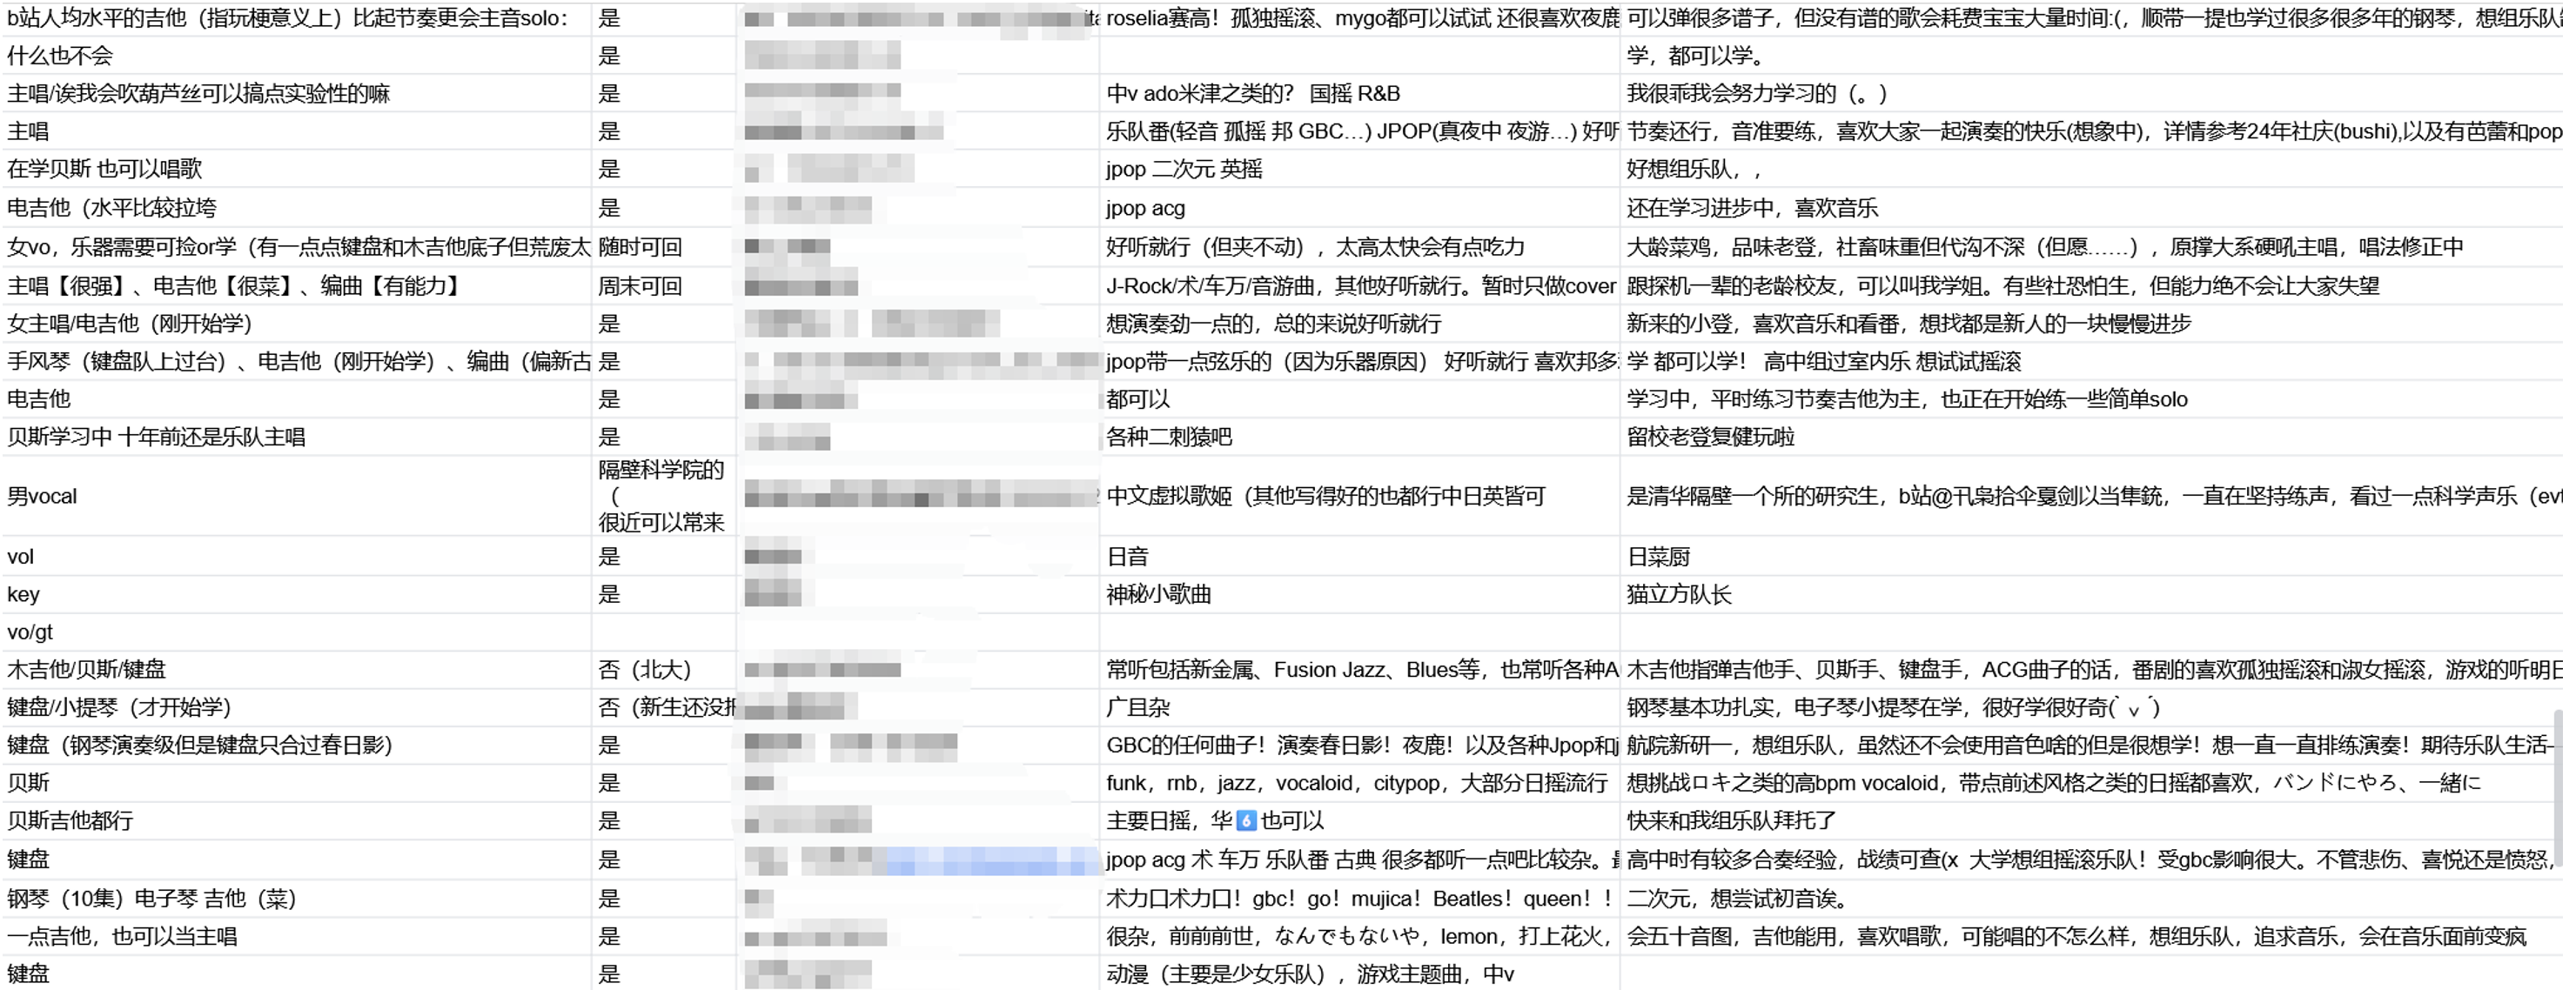 b站人均水平的吉他（指玩梗意义上）比起节奏更会主音solo： 是 roselia赛高！孤独摇滚、mygo都可以试试 还很喜欢夜鹿 可以弹很多谱子，但没有谱的歌会耗费宝宝大量时间:(，顺带一提也学过很多很多年的钢琴，想组乐队
什么也不会 是 学，都可以学。
主唱/诶我会吹葫芦丝可以搞点实验性的嘛 是 中v ado米津之类的？ 国摇 R&B 我很乖我会努力学习的（。）
主唱 是 乐队番(轻音 孤摇 邦 GBC…) JPOP(真夜中 夜游…) 好听 节奏还行，音准要练，喜欢大家一起演奏的快乐(想象中)，详情参考24年社庆(bushi),以及有芭蕾和pop
在学贝斯 也可以唱歌 是 jpop 二次元 英摇 好想组乐队，，
电吉他（水平比较拉垮 是 jpop acg 还在学习进步中，喜欢音乐
女vo，乐器需要可捡or学（有一点点键盘和木吉他底子但荒废太 随时可回 好听就行（但夹不动），太高太快会有点吃力 大龄菜鸡，品味老登，社畜味重但代沟不深（但愿……），原撑大系硬吼主唱，唱法修正中
主唱【很强】、电吉他【很菜】、编曲【有能力】 周末可回 J-Rock/术/车万/音游曲，其他好听就行。暂时只做cover 跟探机一辈的老龄校友，可以叫我学姐。有些社恐怕生，但能力绝不会让大家失望
女主唱/电吉他（刚开始学） 是 想演奏劲一点的，总的来说好听就行 新来的小登，喜欢音乐和看番，想找都是新人的一块慢慢进步
手风琴（键盘队上过台）、电吉他（刚开始学）、编曲（偏新古 是 jpop带一点弦乐的（因为乐器原因） 好听就行 喜欢邦多 学 都可以学！ 高中组过室内乐 想试试摇滚
电吉他 是 都可以 学习中，平时练习节奏吉他为主，也正在开始练一些简单solo
贝斯学习中 十年前还是乐队主唱 是 各种二刺猿吧 留校老登复健玩啦
男vocal 隔壁科学院的
（
很近可以常来 中文虚拟歌姬（其他写得好的也都行中日英皆可 是清华隔壁一个所的研究生，b站@卂枭拾伞戛剑以当隼銃，一直在坚持练声，看过一点科学声乐（evt
vol 是 日音 日菜厨
key 是 神秘小歌曲 猫立方队长
vo/gt
木吉他/贝斯/键盘 否（北大） 常听包括新金属、Fusion Jazz、Blues等，也常听各种A 木吉他指弹吉他手、贝斯手、键盘手，ACG曲子的话，番剧的喜欢孤独摇滚和淑女摇滚，游戏的听明日
键盘/小提琴（才开始学） 否（新生还没报 广且杂 钢琴基本功扎实，电子琴小提琴在学，很好学很好奇(ˋ v ˊ)
键盘（钢琴演奏级但是键盘只合过春日影） 是 GBC的任何曲子！演奏春日影！夜鹿！以及各种Jpop和j 航院新研一，想组乐队，虽然还不会使用音色啥的但是很想学！想一直一直排练演奏！期待乐队生活
贝斯 是 funk，rnb，jazz，vocaloid，citypop，大部分日摇流行 想挑战ロキ之类的高bpm vocaloid，带点前述风格之类的日摇都喜欢，バンドにやろ、一緒に
贝斯吉他都行 是 主要日摇，华6️⃣也可以 快来和我组乐队拜托了
键盘 是 jpop acg 术 车万 乐队番 古典 很多都听一点吧比较杂。 高中时有较多合奏经验，战绩可查(x 大学想组摇滚乐队！受gbc影响很大。不管悲伤、喜悦还是愤怒，
钢琴（10集）电子琴 吉他（菜） 是 术力口术力口！gbc！go！mujica！Beatles！queen！！ 二次元，想尝试初音诶。
一点吉他，也可以当主唱 是 很杂，前前前世，なんでもないや，lemon，打上花火， 会五十音图，吉他能用，喜欢唱歌，可能唱的不怎么样，想组乐队，追求音乐，会在音乐面前变疯
键盘 是 动漫（主要是少女乐队），游戏主题曲，中v